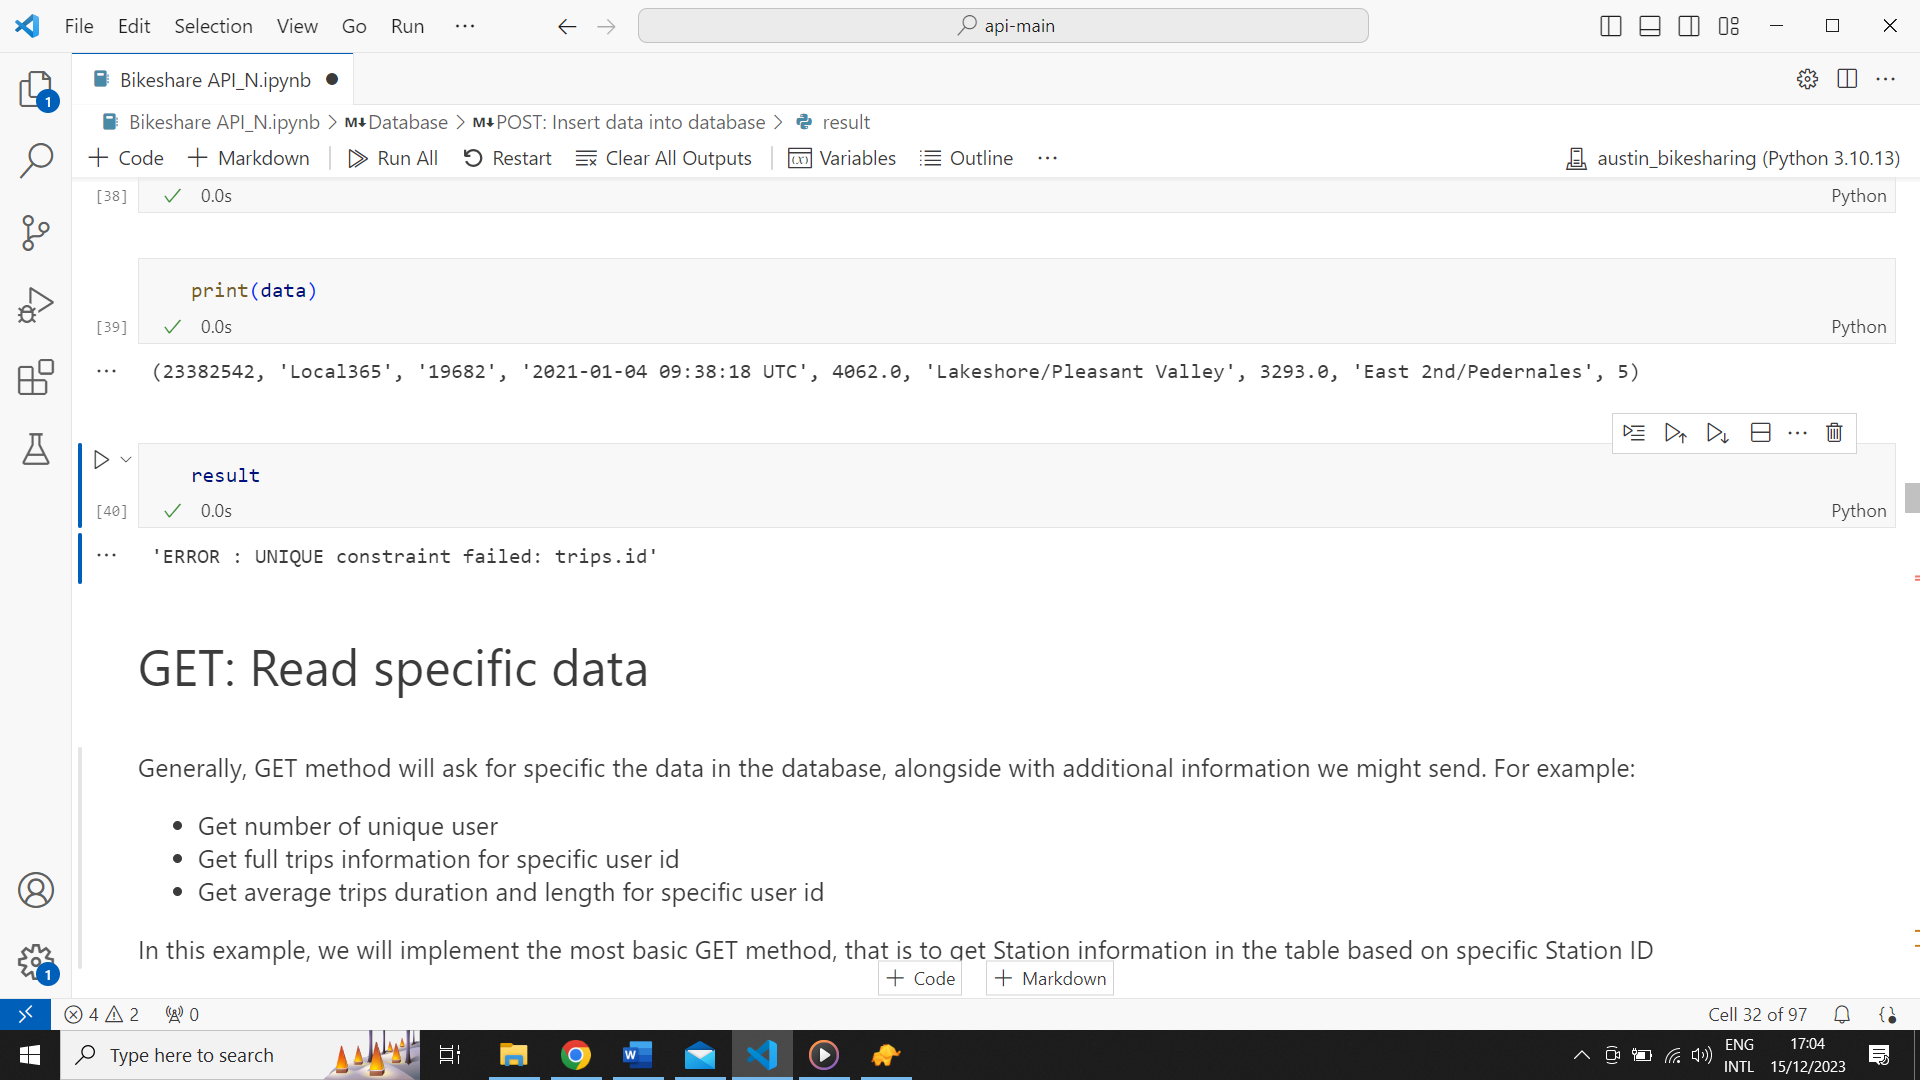 File Edit Selection View Go Run ··· api-main
1
Bikeshare API_N.ipynb
Bikeshare API_N.ipynb > M↓Database > M↓POST: Insert data into database > result
Code Markdown Run All Restart Clear All Outputs Variables Outline ··· austin_bikesharing (Python 3.10.13)
[38] 0.0s Python
print(data)
[39] 0.0s Python
(23382542, 'Local365', '19682', '2021-01-04 09:38:18 UTC', 4062.0, 'Lakeshore/Pleasant Valley', 3293.0, 'East 2nd/Pedernales', 5)
result
[40] 0.0s Python
'ERROR : UNIQUE constraint failed: trips.id'
GET: Read specific data
Generally, GET method will ask for specific the data in the database, alongside with additional information we might send. For example:
• Get number of unique user
• Get full trips information for specific user id
• Get average trips duration and length for specific user id
In this example, we will implement the most basic GET method, that is to get Station information in the table based on specific Station ID
1
Code Markdown
4 2 0 Cell 32 of 97
Type here to search
ENG 17:04
INTL 15/12/2023